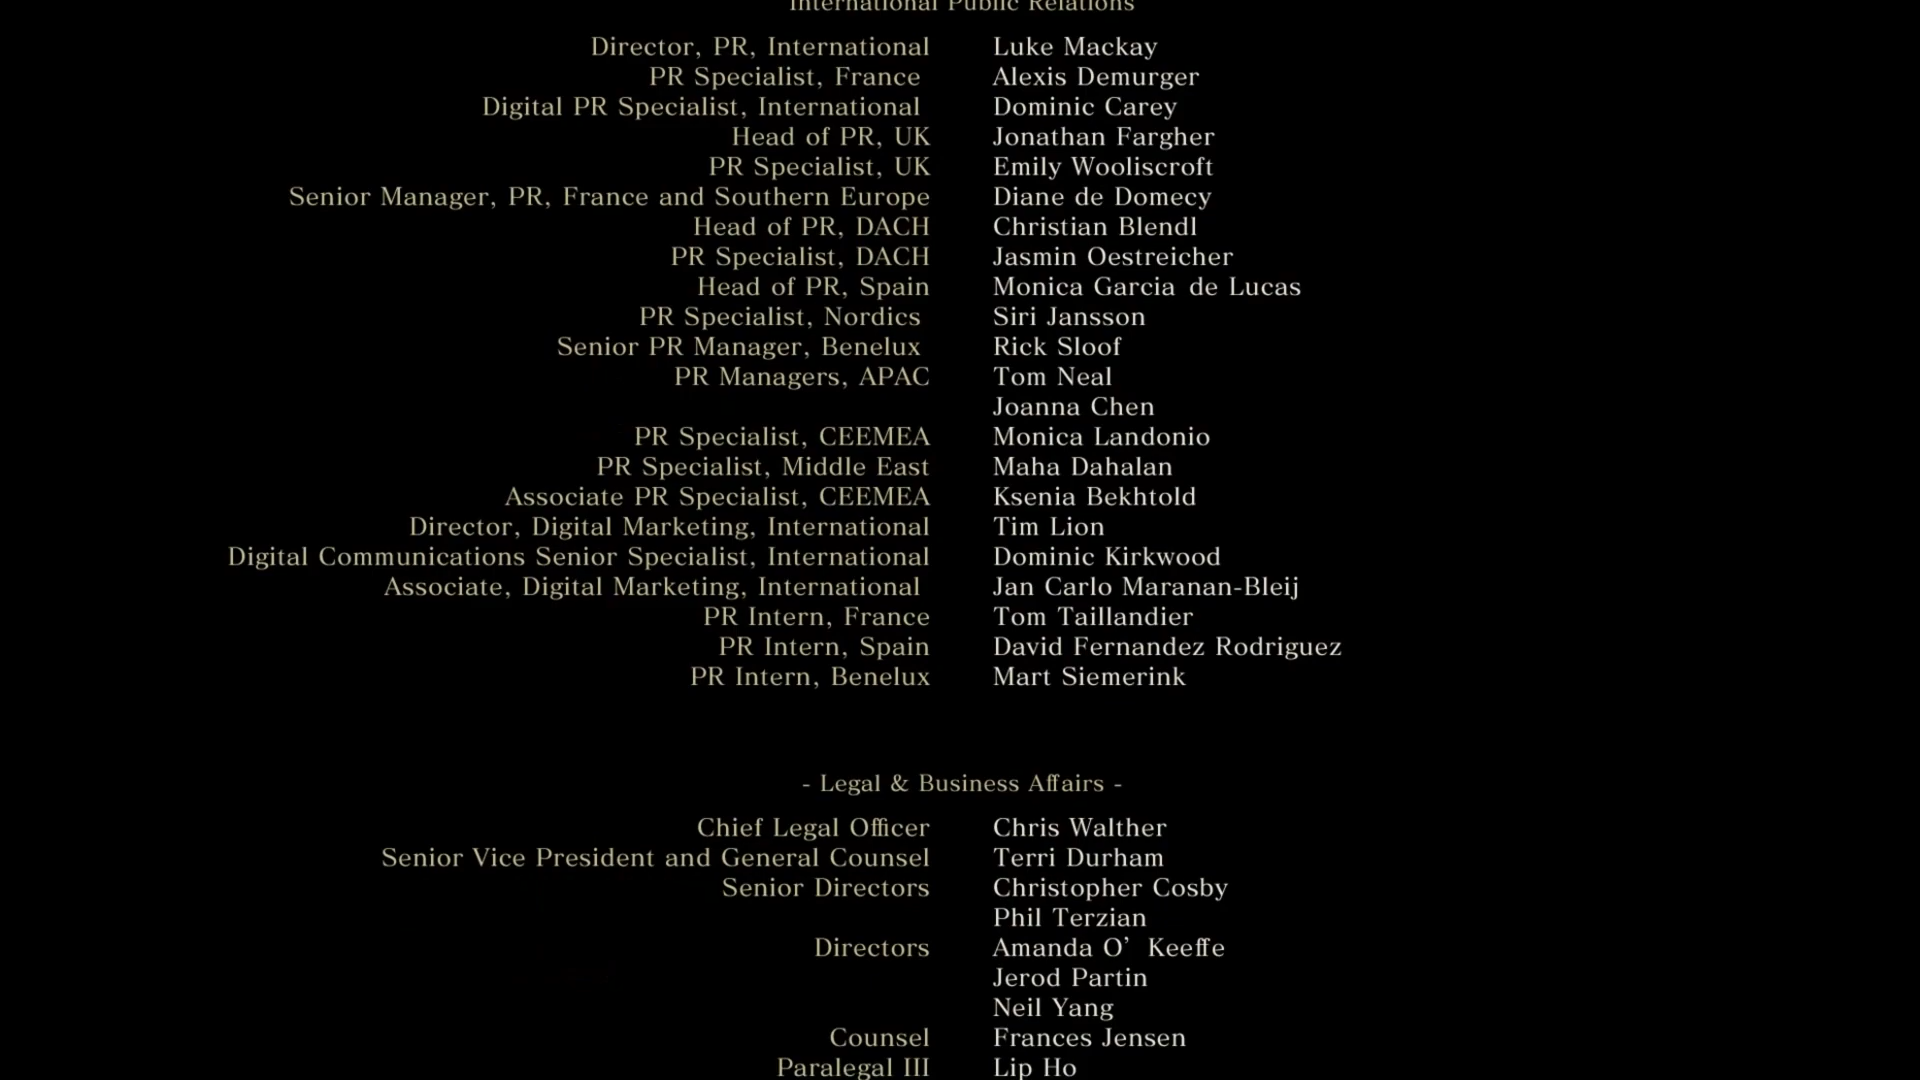 International Public Relations
Director, PR, International Luke Mackay
PR Specialist, France Alexis Demurger
Digital PR Specialist, International Dominic Carey
Head of PR, UK Jonathan Fargher
PR Specialist, UK Emily Wooliscroft
Senior Manager, PR, France and Southern Europe Diane de Domecy
Head of PR, DACH Christian Blendl
PR Specialist, DACH Jasmin Oestreicher
Head of PR, Spain Monica Garcia de Lucas
PR Specialist, Nordics Siri Jansson
Senior PR Manager, Benelux Rick Sloof
PR Managers, APAC Tom Neal
Joanna Chen
PR Specialist, CEEMEA Monica Landonio
PR Specialist, Middle East Maha Dahalan
Associate PR Specialist, CEEMEA Ksenia Bekhtold
Director, Digital Marketing, International Tim Lion
Digital Communications Senior Specialist, International Dominic Kirkwood
Associate, Digital Marketing, International Jan Carlo Maranan-Bleij
PR Intern, France Tom Taillandier
PR Intern, Spain David Fernandez Rodriguez
PR Intern, Benelux Mart Siemerink
- Legal & Business Affairs -
Chief Legal Officer Chris Walther
Senior Vice President and General Counsel Terri Durham
Senior Directors Christopher Cosby
Phil Terzian
Directors Amanda O’ Keeffe
Jerod Partin
Neil Yang
Counsel Frances Jensen
Paralegal III Lip Ho